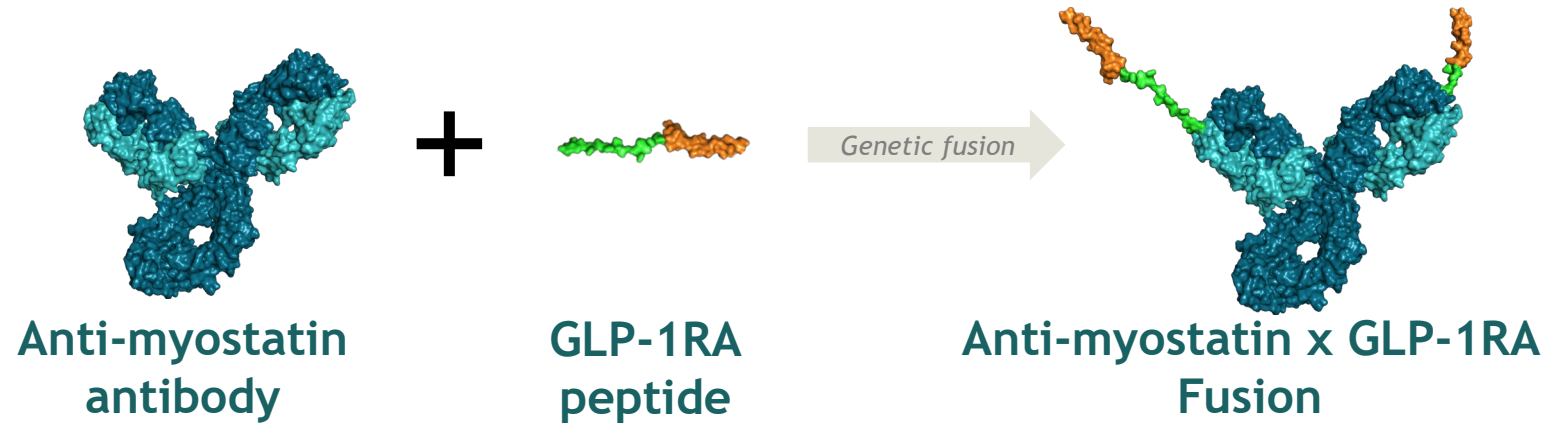 +
Genetic fusion
Anti-myostatin
antibody
GLP-1RA
peptide
Anti-myostatin x GLP-1RA
Fusion